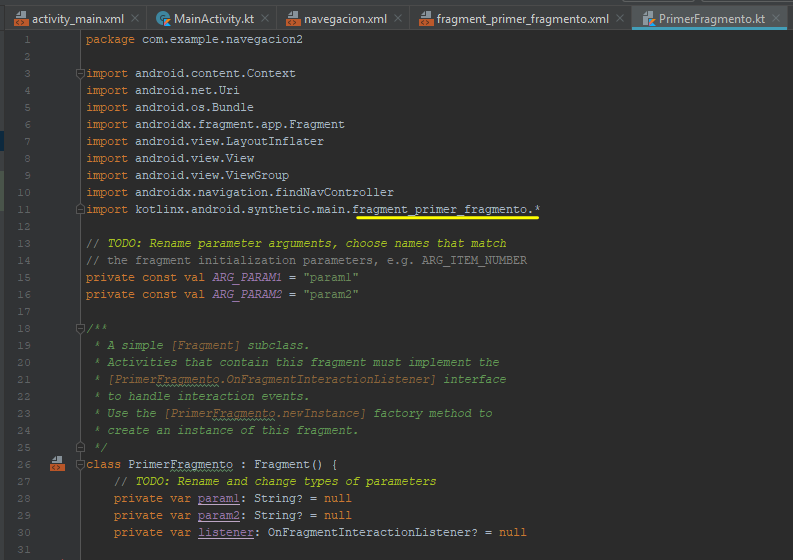 activity_main.xml
MainActivity.kt
navegacion.xml
fragment_primer_fragmento.xml
PrimerFragmento.kt
1 package com.example.navegacion2
2
3 import android.content.Context
4 import android.net.Uri
5 import android.os.Bundle
6 import androidx.fragment.app.Fragment
7 import android.view.LayoutInflater
8 import android.view.View
9 import android.view.ViewGroup
10 import androidx.navigation.findNavController
11 import kotlinx.android.synthetic.main.fragment_primer_fragmento.*
12
13 // TODO: Rename parameter arguments, choose names that match
14 // the fragment initialization parameters, e.g. ARG_ITEM_NUMBER
15 private const val ARG_PARAM1 = "param1"
16 private const val ARG_PARAM2 = "param2"
17
18 /**
19 * A simple [Fragment] subclass.
20 * Activities that contain this fragment must implement the
21 * [PrimerFragmento.OnFragmentInteractionListener] interface
22 * to handle interaction events.
23 * Use the [PrimerFragmento.newInstance] factory method to
24 * create an instance of this fragment.
25 */
26 class PrimerFragmento : Fragment() {
27 // TODO: Rename and change types of parameters
28 private var param1: String? = null
29 private var param2: String? = null
30 private var listener: OnFragmentInteractionListener? = null
31